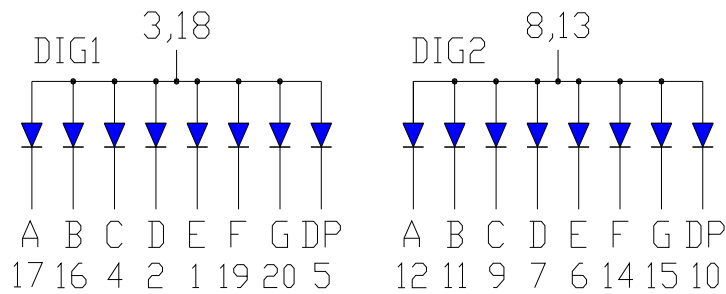 3,18 8,13
DIG1 DIG2
A B C D E F G DP A B C D E F G DP
17 16 4 2 1 19 20 5 12 11 9 7 6 14 15 10